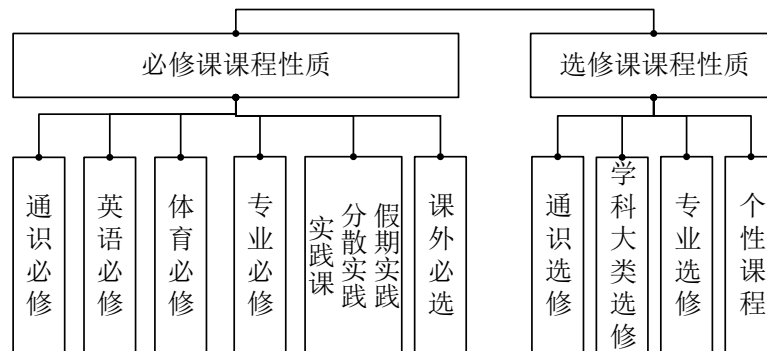 必修课课程性质
选修课课程性质
通识必修
英语必修
体育必修
专业必修
实践课
分散实践
假期实践
课外必选
通识选修
学科大类选修
专业选修
个性课程